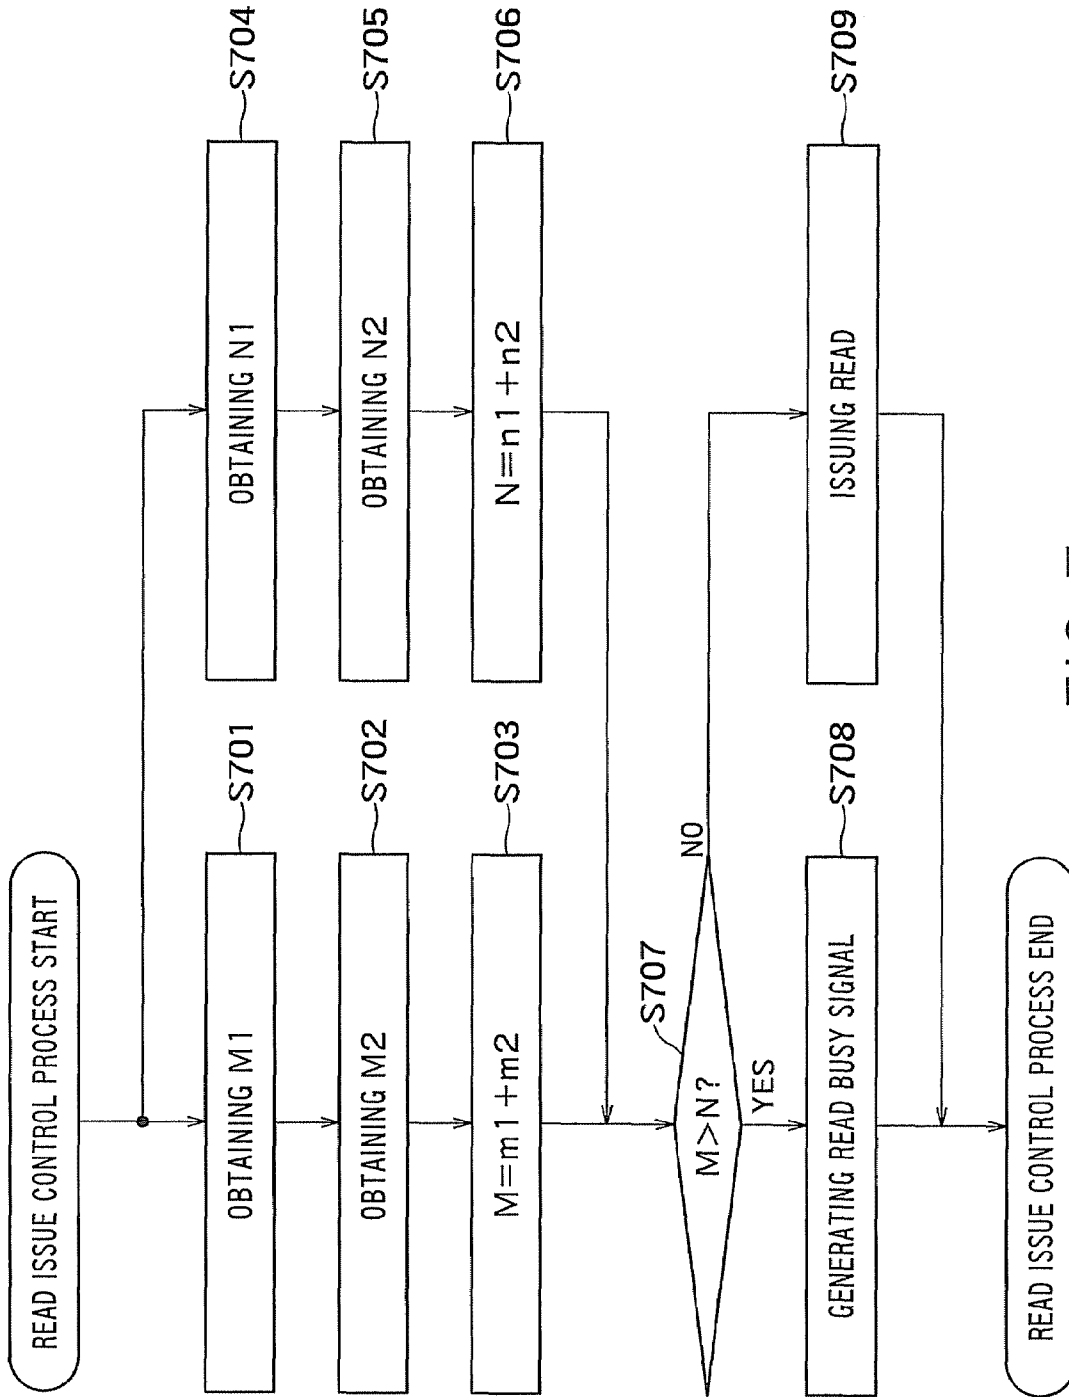 READ ISSUE CONTROL PROCESS START
OBTAINING M1
S701
OBTAINING N1
S704
OBTAINING M2
S702
OBTAINING N2
S705
M=m1+m2
S703
N=n1+n2
S706
M>N?
S707
NO
YES
GENERATING READ BUSY SIGNAL
S708
ISSUING READ
S709
READ ISSUE CONTROL PROCESS END